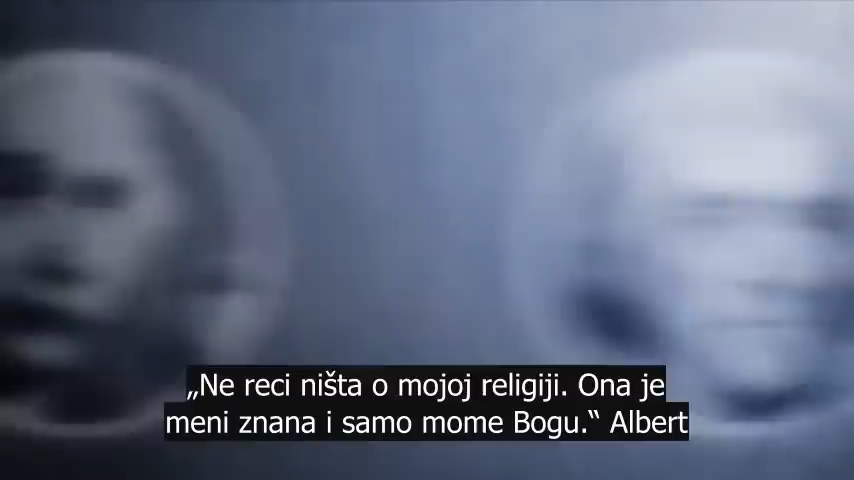 „Ne reci ništa o mojoj religiji. Ona je
meni znana i samo mome Bogu.“ Albert